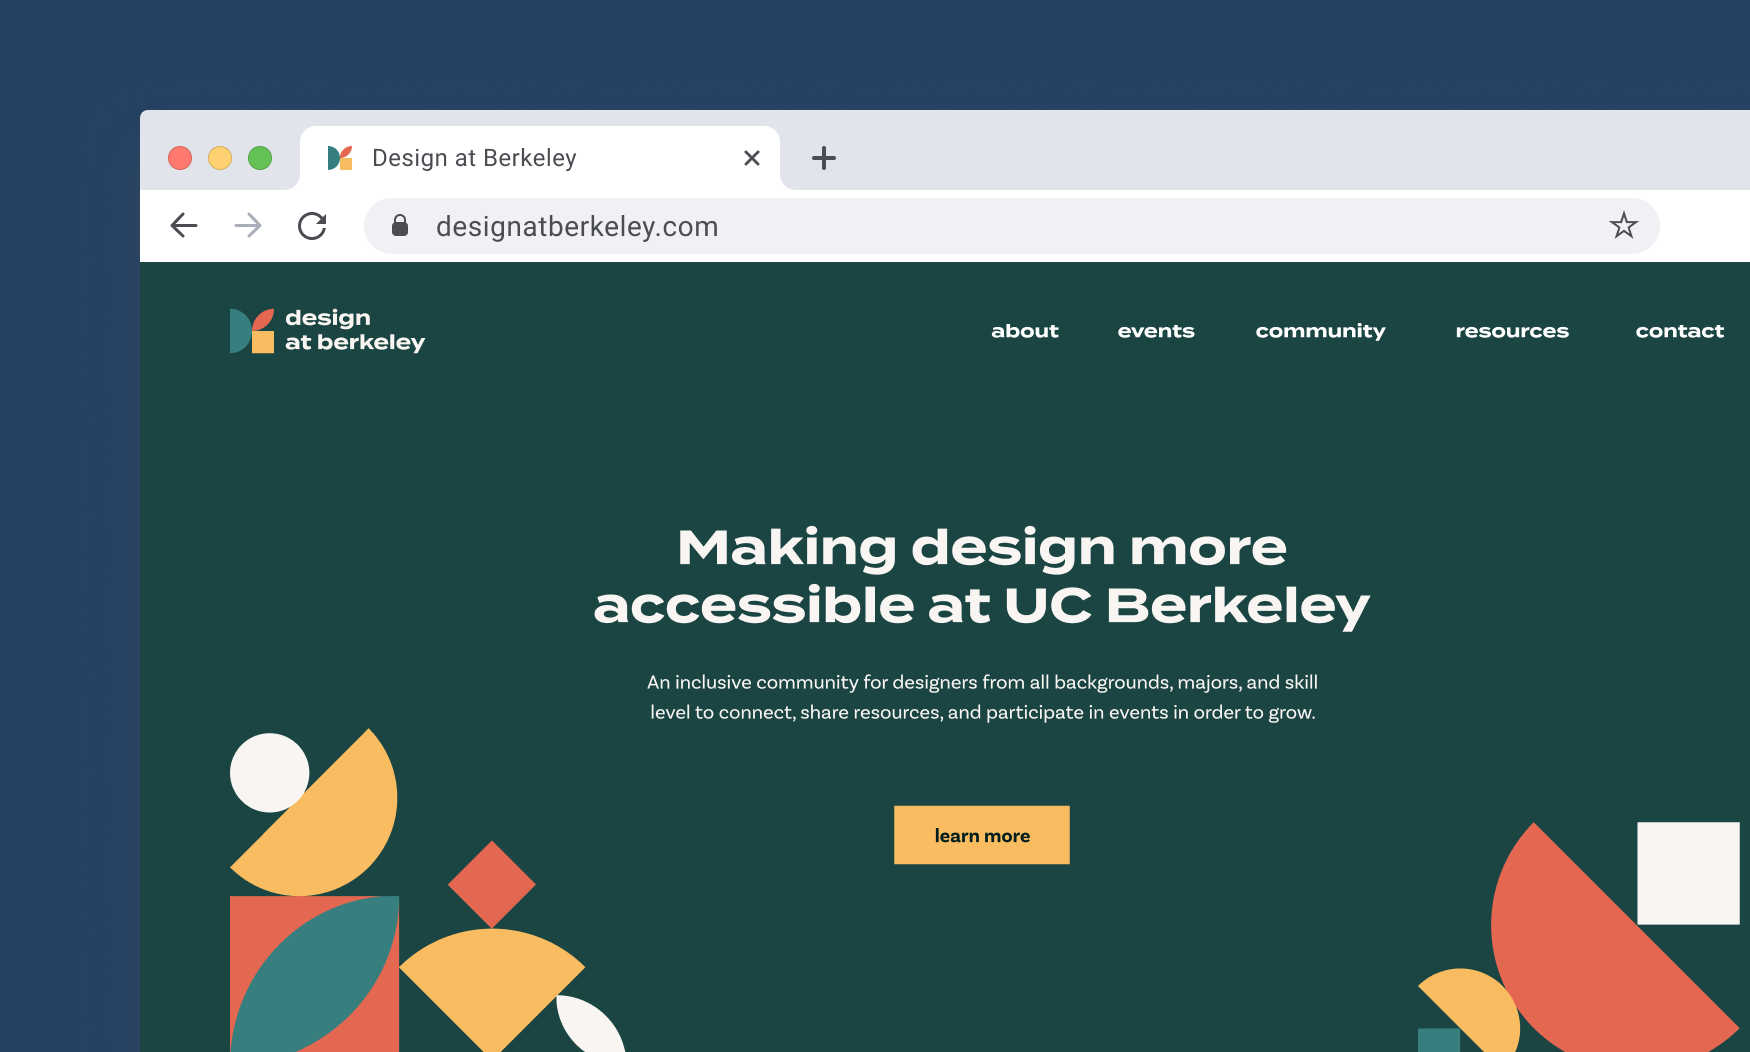 Design at Berkeley
designatberkeley.com
design
at berkeley
about events community resources contact
Making design more
accessible at UC Berkeley
An inclusive community for designers from all backgrounds, majors, and skill
level to connect, share resources, and participate in events in order to grow.
learn more